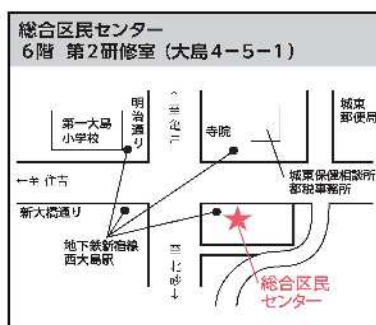 総合区民センター
6階 第2研修室（大島4−5−1）
明治通り
第一大島
小学校
寺院
城東
郵便局
城東保健相談所
都税事務所
←至 住吉
新大橋通り
地下鉄新宿線
西大島駅
総合区民
センター